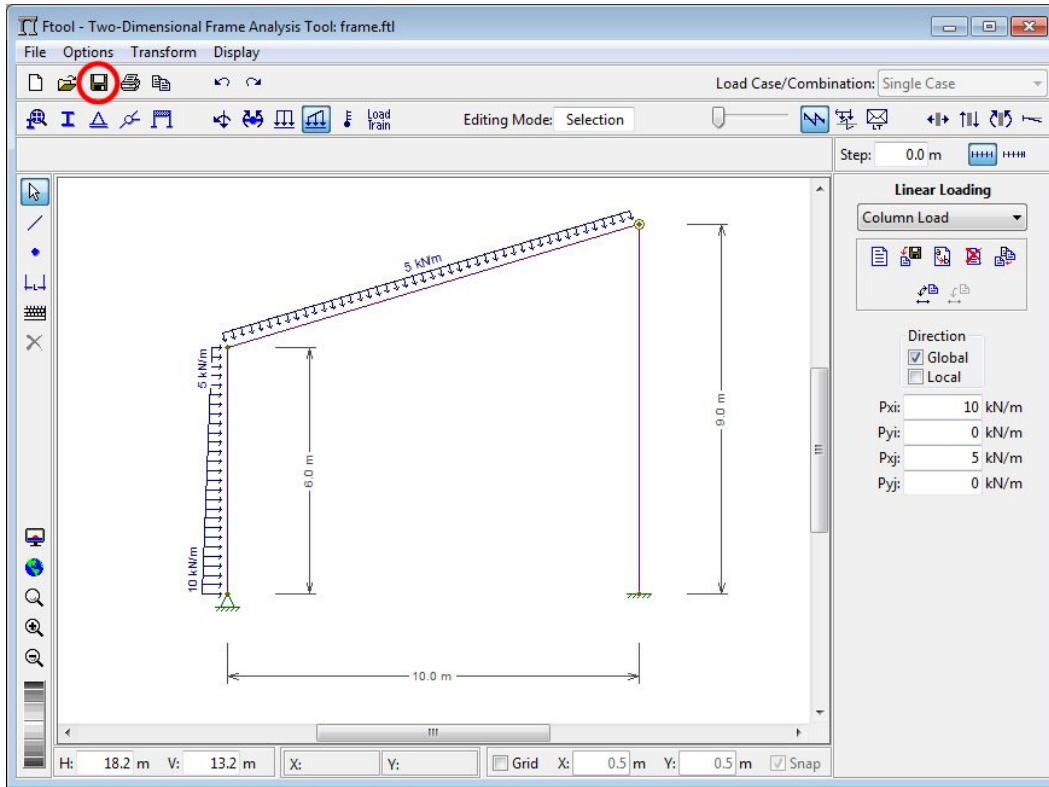 Ftool - Two-Dimensional Frame Analysis Tool: frame.ftl
File Options Transform Display
Load Case/Combination: Single Case
Load Train
Editing Mode: Selection
LT
Step: 0.0 m
Linear Loading
Column Load
Direction
Global
Local
Pxi: 10 kN/m
Pyi: 0 kN/m
Pxj: 5 kN/m
Pyj: 0 kN/m
5 kN/m
5 kN/m
10 kN/m
6.0 m
9.0 m
10.0 m
H: 18.2 m V: 13.2 m X: Y: Grid X: 0.5 m Y: 0.5 m Snap